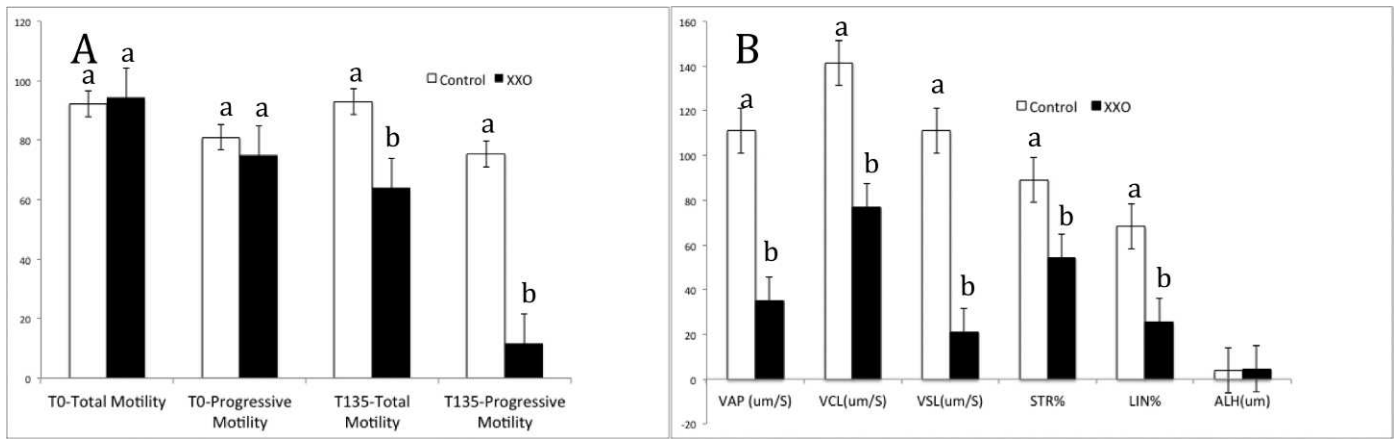 A
120
100
80
60
40
20
0
a
a
a
a
a
b
a
b
Control XXO
T0-Total Motility
T0-Progressive
Motility
T135-Total
Motility
T135-Progressive
Motility
B
160
140
120
100
80
60
40
20
0
-20
a
b
a
b
a
b
a
b
a
b
Control XXO
VAP (um/S)
VCL(um/S)
VSL(um/S)
STR%
LIN%
ALH(um)